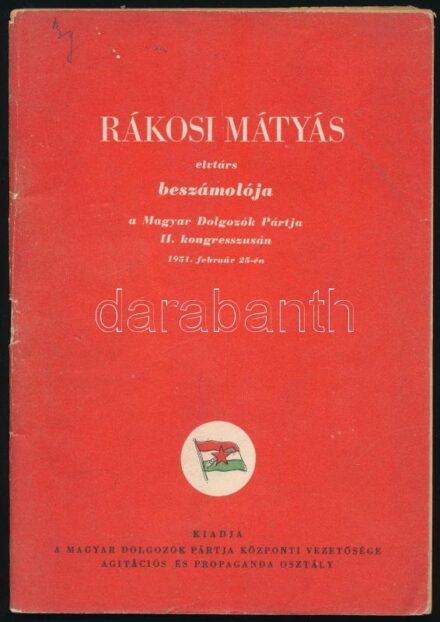 RÁKOSI MÁTYÁS
elvtárs
beszámolója
a Magyar Dolgozók Pártja
II. kongresszusán
1951. február 25-én
darabanth
KIADJA
A MAGYAR DOLGOZÓK PÁRTJA KÖZPONTI VEZETŐSÉGE
AGITÁCIÓS ÉS PROPAGANDA OSZTÁLY